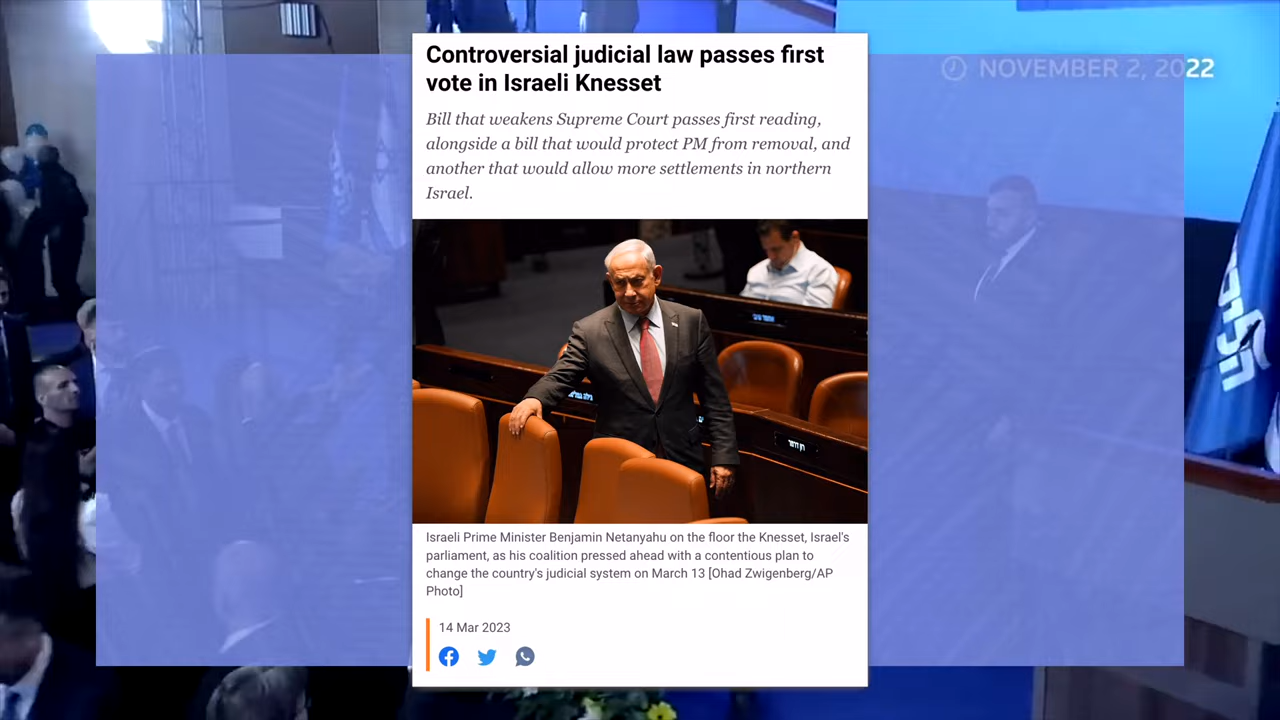 Controversial judicial law passes first
vote in Israeli Knesset
NOVEMBER 2, 2022
Bill that weakens Supreme Court passes first reading,
alongside a bill that would protect PM from removal, and
another that would allow more settlements in northern
Israel.
Israeli Prime Minister Benjamin Netanyahu on the floor the Knesset, Israel's
parliament, as his coalition pressed ahead with a contentious plan to
change the country's judicial system on March 13 [Ohad Zwigenberg/AP
Photo]
14 Mar 2023